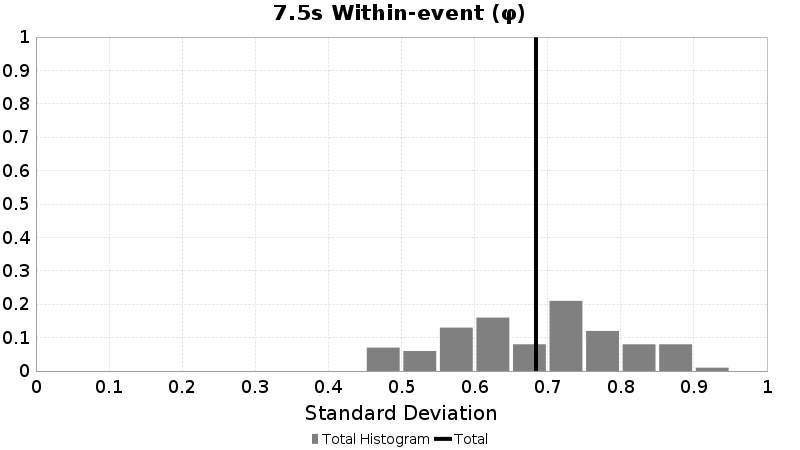 7.5s Within-event (φ)
1
0.9
0.8
0.7
0.6
0.5
0.4
0.3
0.2
0.1
0
0 0.1 0.2 0.3 0.4 0.5 0.6 0.7 0.8 0.9 1
Standard Deviation
Total Histogram Total